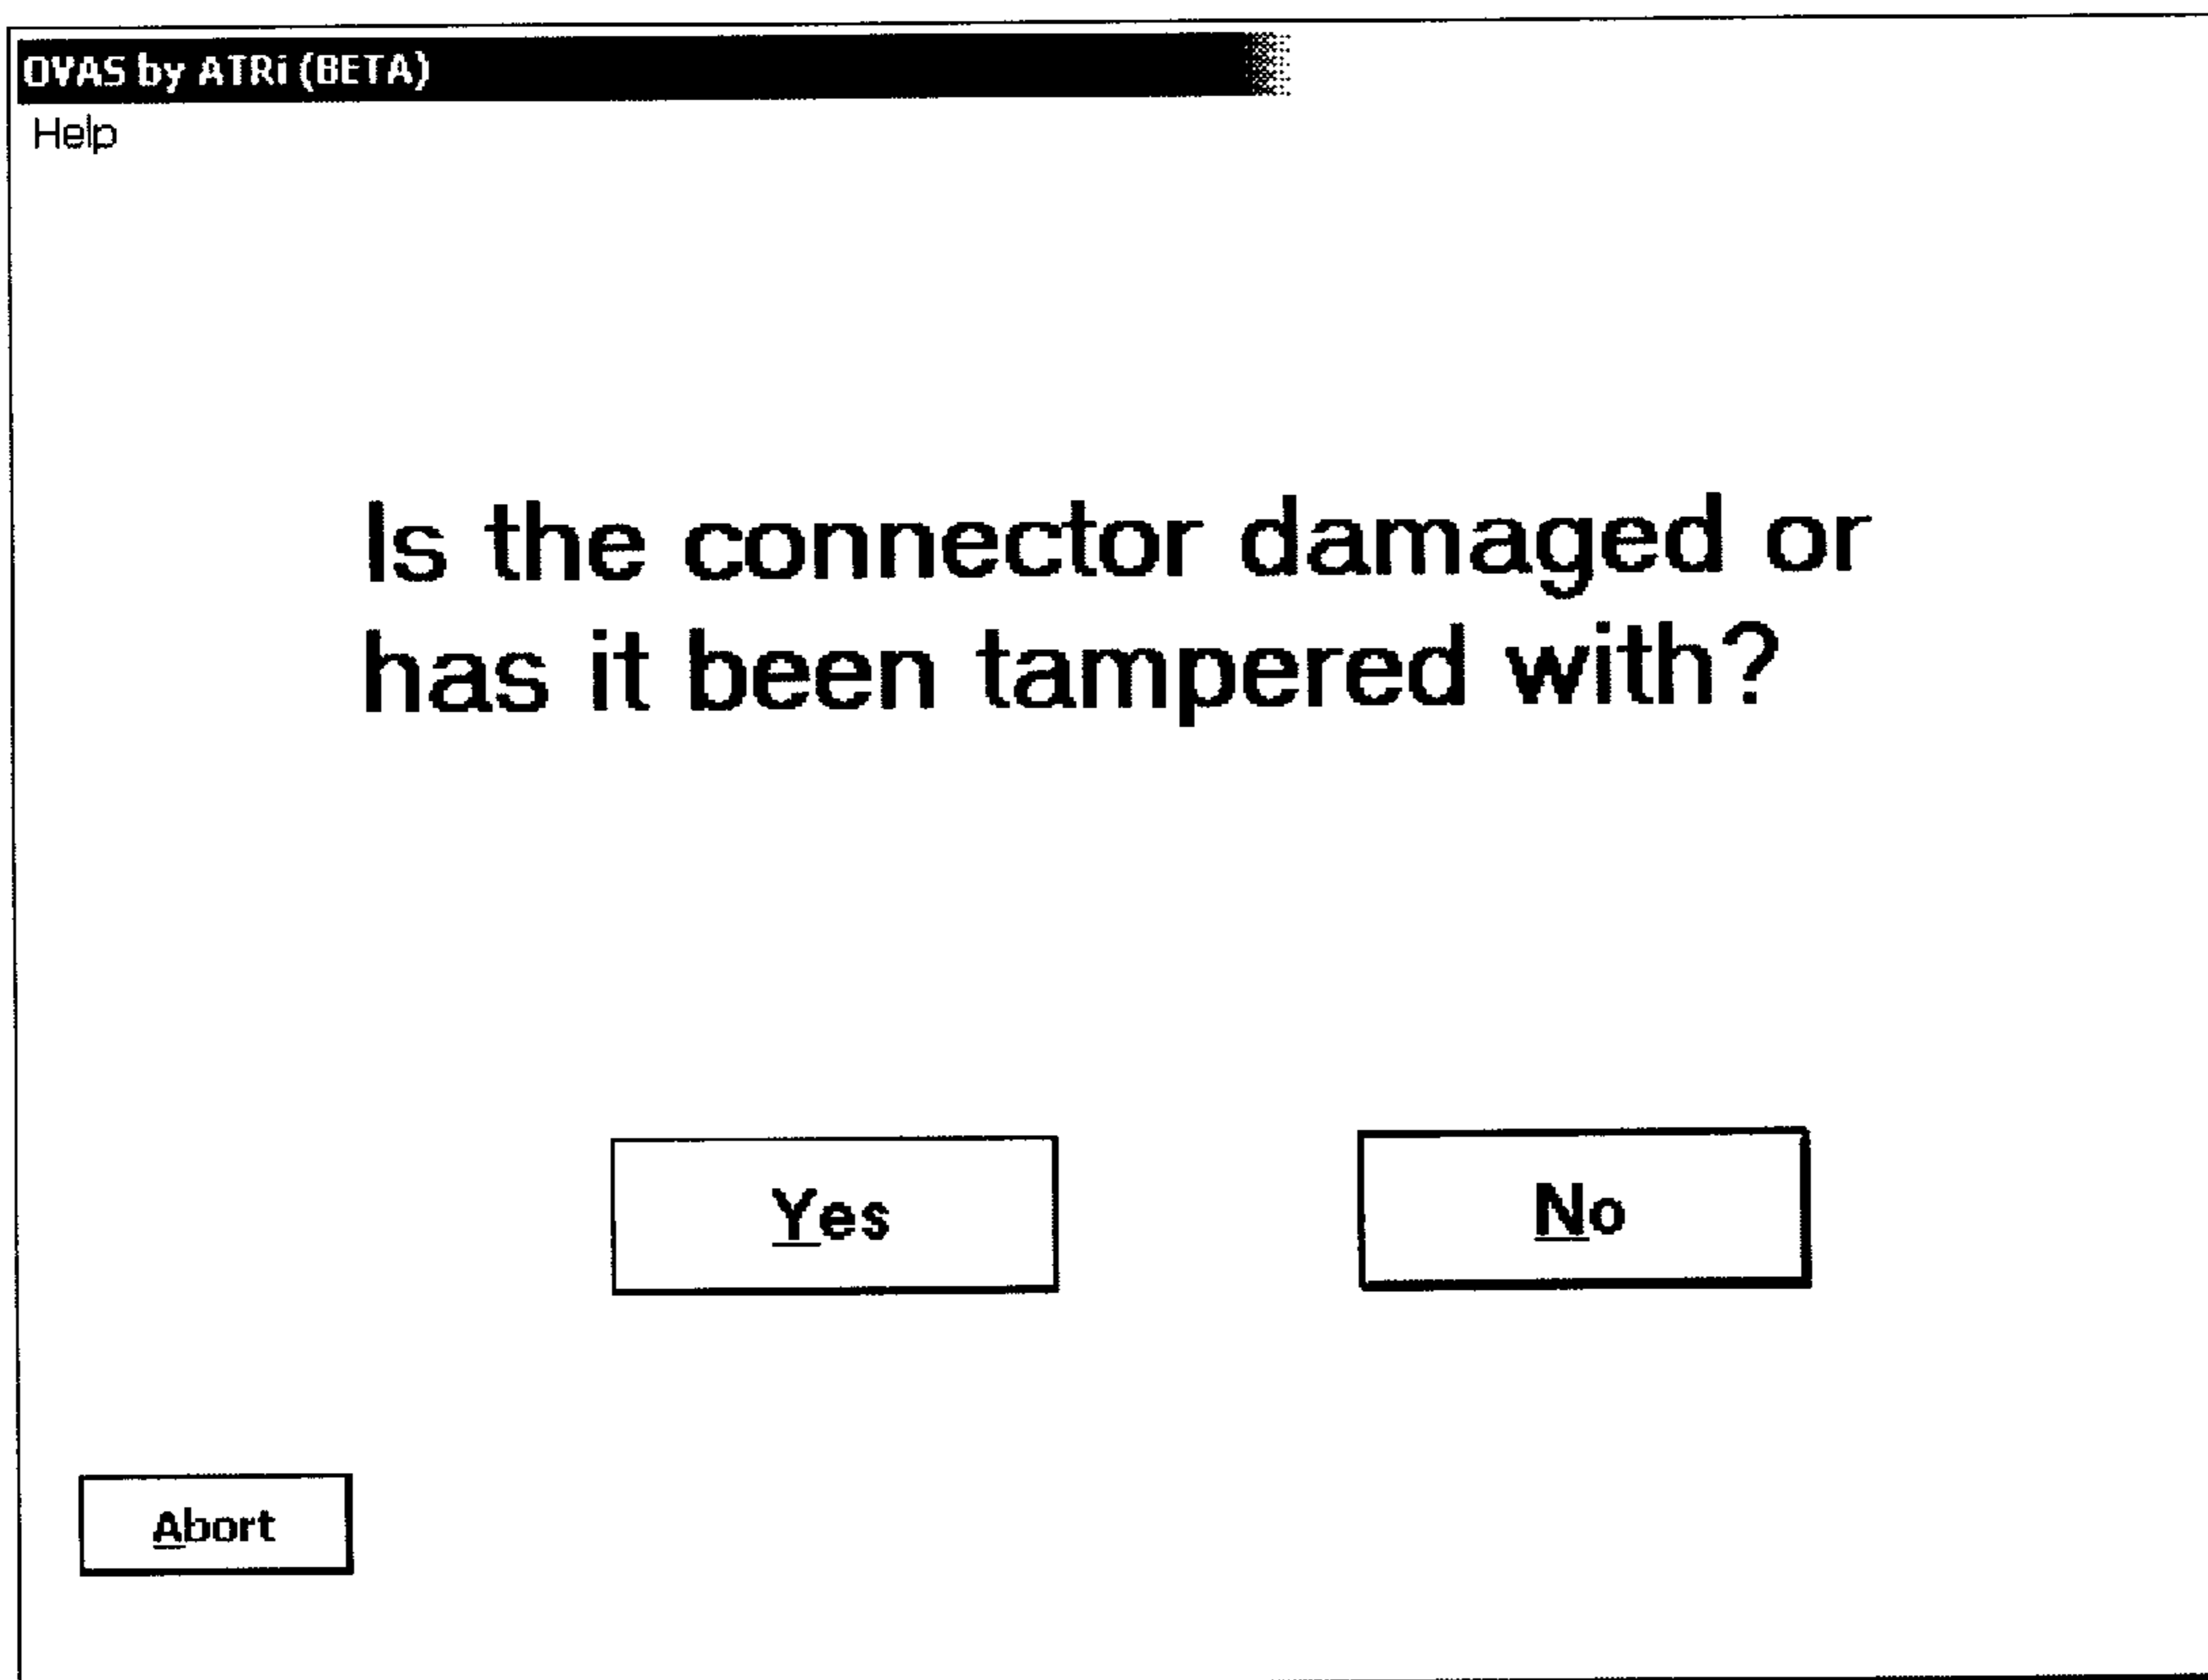 OVAS by ATRi (BETA)
Help
Is the connector damaged or
has it been tampered with?
Yes
No
Abort